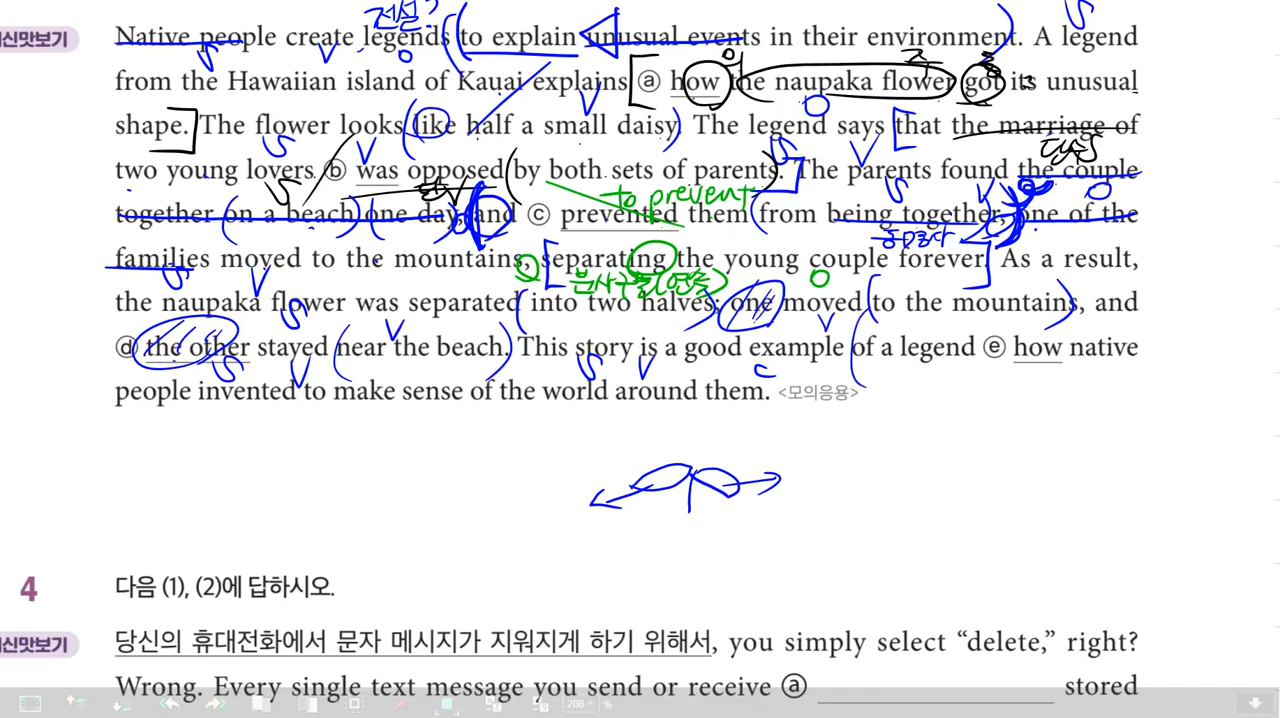 전설?
신맛보기 Native people create legends to explain unusual events in their environment. A legend
from the Hawaiian island of Kauai explains ⓐ how the naupaka flower got its unusual
shape. The flower looks like half a small daisy. The legend says that the marriage of
two young lovers ⓑ was opposed by both sets of parents. The parents found the couple
to prevent
together on a beach one day, and ⓒ prevented them from being together, one of the
families moved to the mountains, separating the young couple forever. As a result,
the naupaka flower was separated into two halves; one moved to the mountains, and
ⓓ the other stayed near the beach. This story is a good example of a legend ⓔ how native
people invented to make sense of the world around them. <모의응용>
4 다음 (1), (2)에 답하시오.
신맛보기 당신의 휴대전화에서 문자 메시지가 지워지게 하기 위해서, you simply select “delete,” right?
Wrong. Every single text message you send or receive ⓐ ____________ stored
208 %